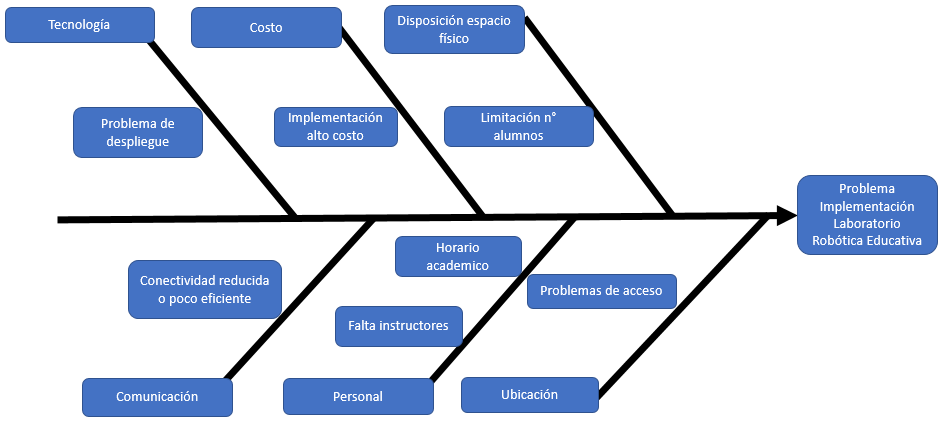 Tecnología
Costo
Disposición espacio
físico
Problema de
despliegue
Implementación
alto costo
Limitación n°
alumnos
Problema
Implementación
Laboratorio
Robótica Educativa
Conectividad reducida
o poco eficiente
Horario
academico
Problemas de acceso
Falta instructores
Comunicación
Personal
Ubicación